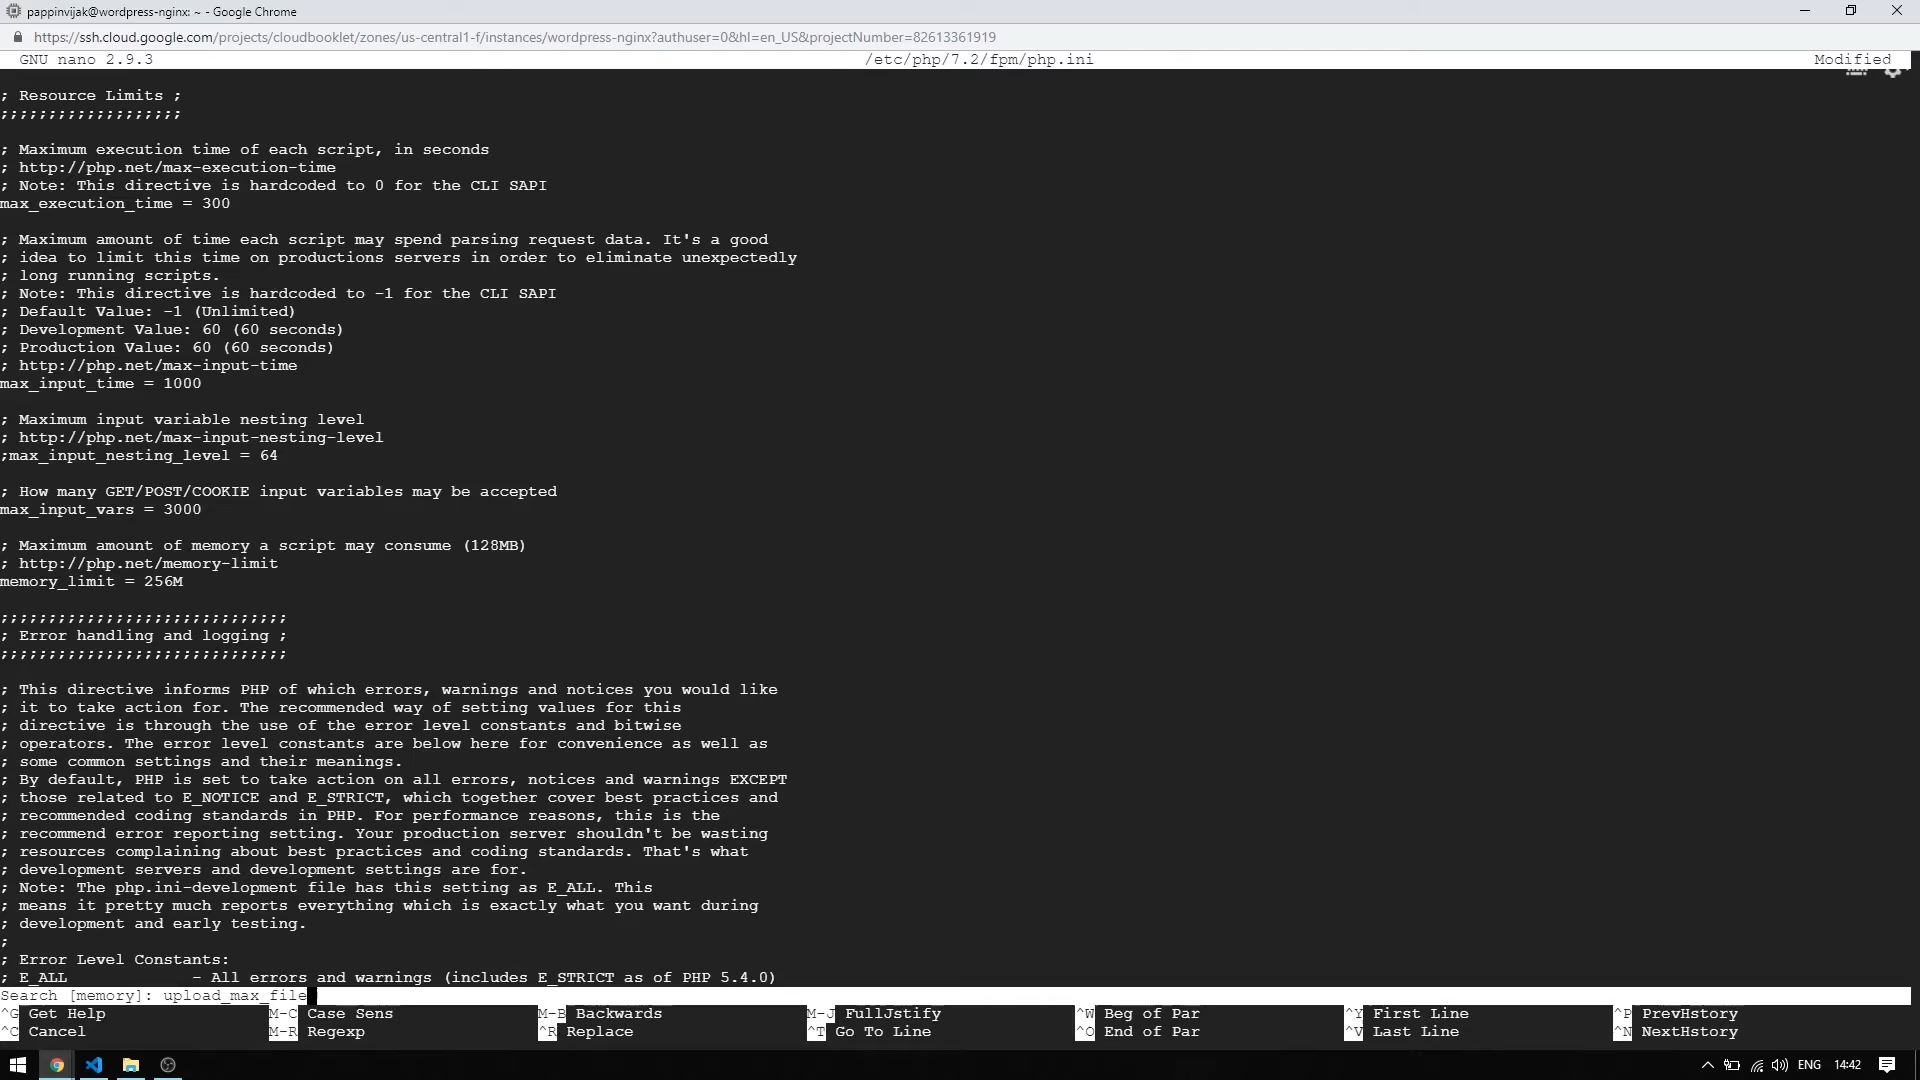 pappinvijak@wordpress-nginx: ~ - Google Chrome
https://ssh.cloud.google.com/projects/cloudbooklet/zones/us-central1-f/instances/wordpress-nginx?authuser=0&hl=en_US&projectNumber=82613361919
GNU nano 2.9.3 /etc/php/7.2/fpm/php.ini Modified
; Resource Limits ;
;;;;;;;;;;;;;;;;;;;
; Maximum execution time of each script, in seconds
; http://php.net/max-execution-time
; Note: This directive is hardcoded to 0 for the CLI SAPI
max_execution_time = 300
; Maximum amount of time each script may spend parsing request data. It's a good
; idea to limit this time on productions servers in order to eliminate unexpectedly
; long running scripts.
; Note: This directive is hardcoded to -1 for the CLI SAPI
; Default Value: -1 (Unlimited)
; Development Value: 60 (60 seconds)
; Production Value: 60 (60 seconds)
; http://php.net/max-input-time
max_input_time = 1000
; Maximum input variable nesting level
; http://php.net/max-input-nesting-level
;max_input_nesting_level = 64
; How many GET/POST/COOKIE input variables may be accepted
max_input_vars = 3000
; Maximum amount of memory a script may consume (128MB)
; http://php.net/memory-limit
memory_limit = 256M
;;;;;;;;;;;;;;;;;;;;;;;;;;;;;;
; Error handling and logging ;
;;;;;;;;;;;;;;;;;;;;;;;;;;;;;;
; This directive informs PHP of which errors, warnings and notices you would like
; it to take action for. The recommended way of setting values for this
; directive is through the use of the error level constants and bitwise
; operators. The error level constants are below here for convenience as well as
; some common settings and their meanings.
; By default, PHP is set to take action on all errors, notices and warnings EXCEPT
; those related to E_NOTICE and E_STRICT, which together cover best practices and
; recommended coding standards in PHP. For performance reasons, this is the
; recommend error reporting setting. Your production server shouldn't be wasting
; resources complaining about best practices and coding standards. That's what
; development servers and development settings are for.
; Note: The php.ini-development file has this setting as E_ALL. This
; means it pretty much reports everything which is exactly what you want during
; development and early testing.
;
; Error Level Constants:
; E_ALL - All errors and warnings (includes E_STRICT as of PHP 5.4.0)
Search [memory]: upload_max_file
^G Get Help M-C Case Sens M-B Backwards M-J FullJstify ^W Beg of Par ^Y First Line ^P PrevHstory
^C Cancel M-R Regexp ^R Replace ^T Go To Line ^O End of Par ^V Last Line ^N NextHstory
ENG 14:42